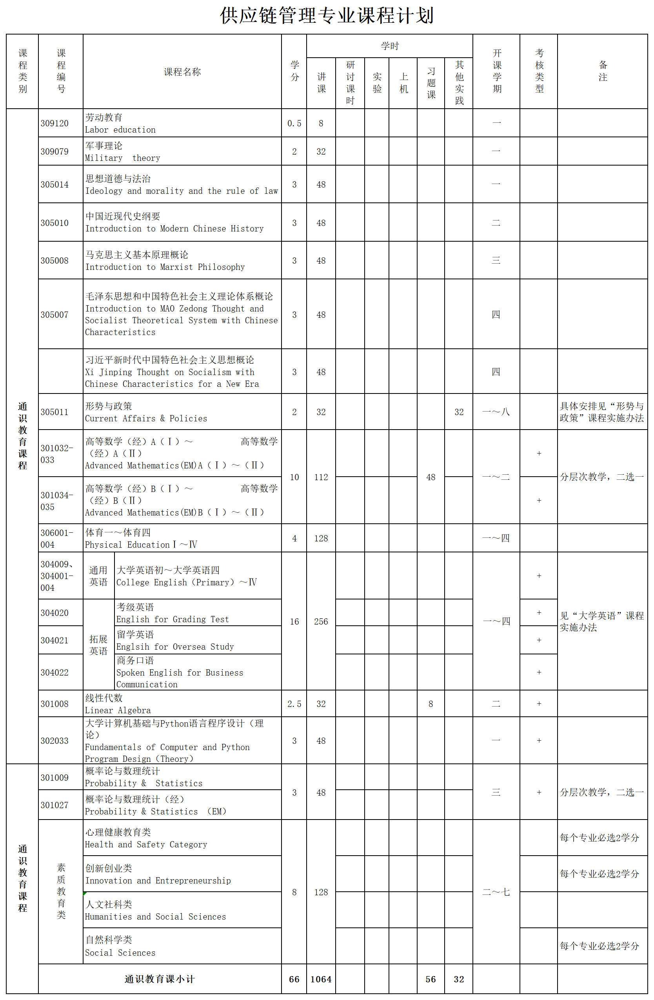 供应链管理专业课程计划
课程类别
课程编号
课程名称
学分
学时
讲课
研讨课时
实验
上机
习题课
其他实践
开课学期
考核类型
备注
通识教育课程
309120
劳动教育
Labor education
0.5
8
一
309079
军事理论
Military  theory
2
32
一
305014
思想道德与法治
Ideology and morality and the rule of law
3
48
一
305010
中国近现代史纲要
Introduction to Modern Chinese History
3
48
二
305008
马克思主义基本原理概论
Introduction to Marxist Philosophy
3
48
三
305007
毛泽东思想和中国特色社会主义理论体系概论
Introduction to MAO Zedong Thought and
Socialist Theoretical System with Chinese
Characteristics
3
48
四
习近平新时代中国特色社会主义思想概论
Xi Jinping Thought on Socialism with
Chinese Characteristics for a New Era
3
48
四
305011
形势与政策
Current Affairs & Policies
2
32
32
一～八
具体安排见“形势与
政策”课程实施办法
301032-
033
高等数学（经）A（Ⅰ）～ 高等数学
（经）A（Ⅱ）
Advanced Mathematics(EM)A（Ⅰ）～（Ⅱ）
10
112
48
一～二
+
分层次教学，二选一
301034-
035
高等数学（经）B（Ⅰ）～ 高等数学
（经）B（Ⅱ）
Advanced Mathematics(EM)B（Ⅰ）～（Ⅱ）
+
306001-
004
体育一～体育四
Physical EducationⅠ～Ⅳ
4
128
一～四
304009、
304001-
004
通用
英语
大学英语初～大学英语四
College English（Primary）～Ⅳ
16
256
一～四
+
见“大学英语”课程
实施办法
304020
拓展
英语
考级英语
English for Grading Test
+
304021
留学英语
Englsih for Oversea Study
+
304022
商务口语
Spoken English for Business
Communication
+
301008
线性代数
Linear Algebra
2.5
32
8
二
+
302033
大学计算机基础与Python语言程序设计（理
论）
Fundamentals of Computer and Python
Program Design（Theory）
3
48
一
+
通识教育课程
301009
概率论与数理统计
Probability &  Statistics
3
48
三
+
分层次教学，二选一
301027
概率论与数理统计（经）
Probability & Statistics （EM）
素质教育类
心理健康教育类
Health and Safety Category
8
128
二～七
每个专业必选2学分
创新创业类
Innovation and Entrepreneurship
每个专业必选2学分
人文社科类
Humanities and Social Sciences
自然科学类
Social Sciences
每个专业必选2学分
通识教育课小计
66
1064
56
32